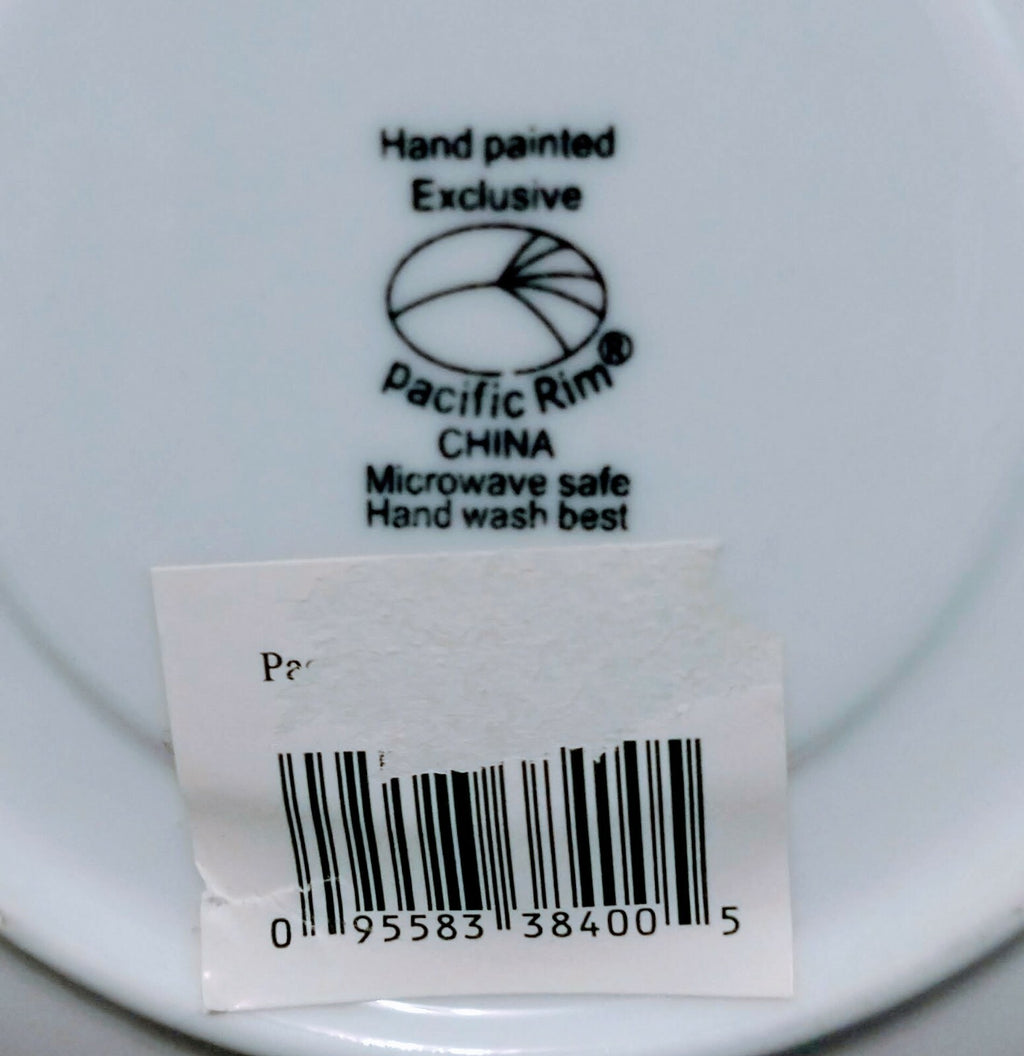 Hand painted
Exclusive
Pacific Rim®
CHINA
Microwave safe
Hand wash best
0 95583 38400 5